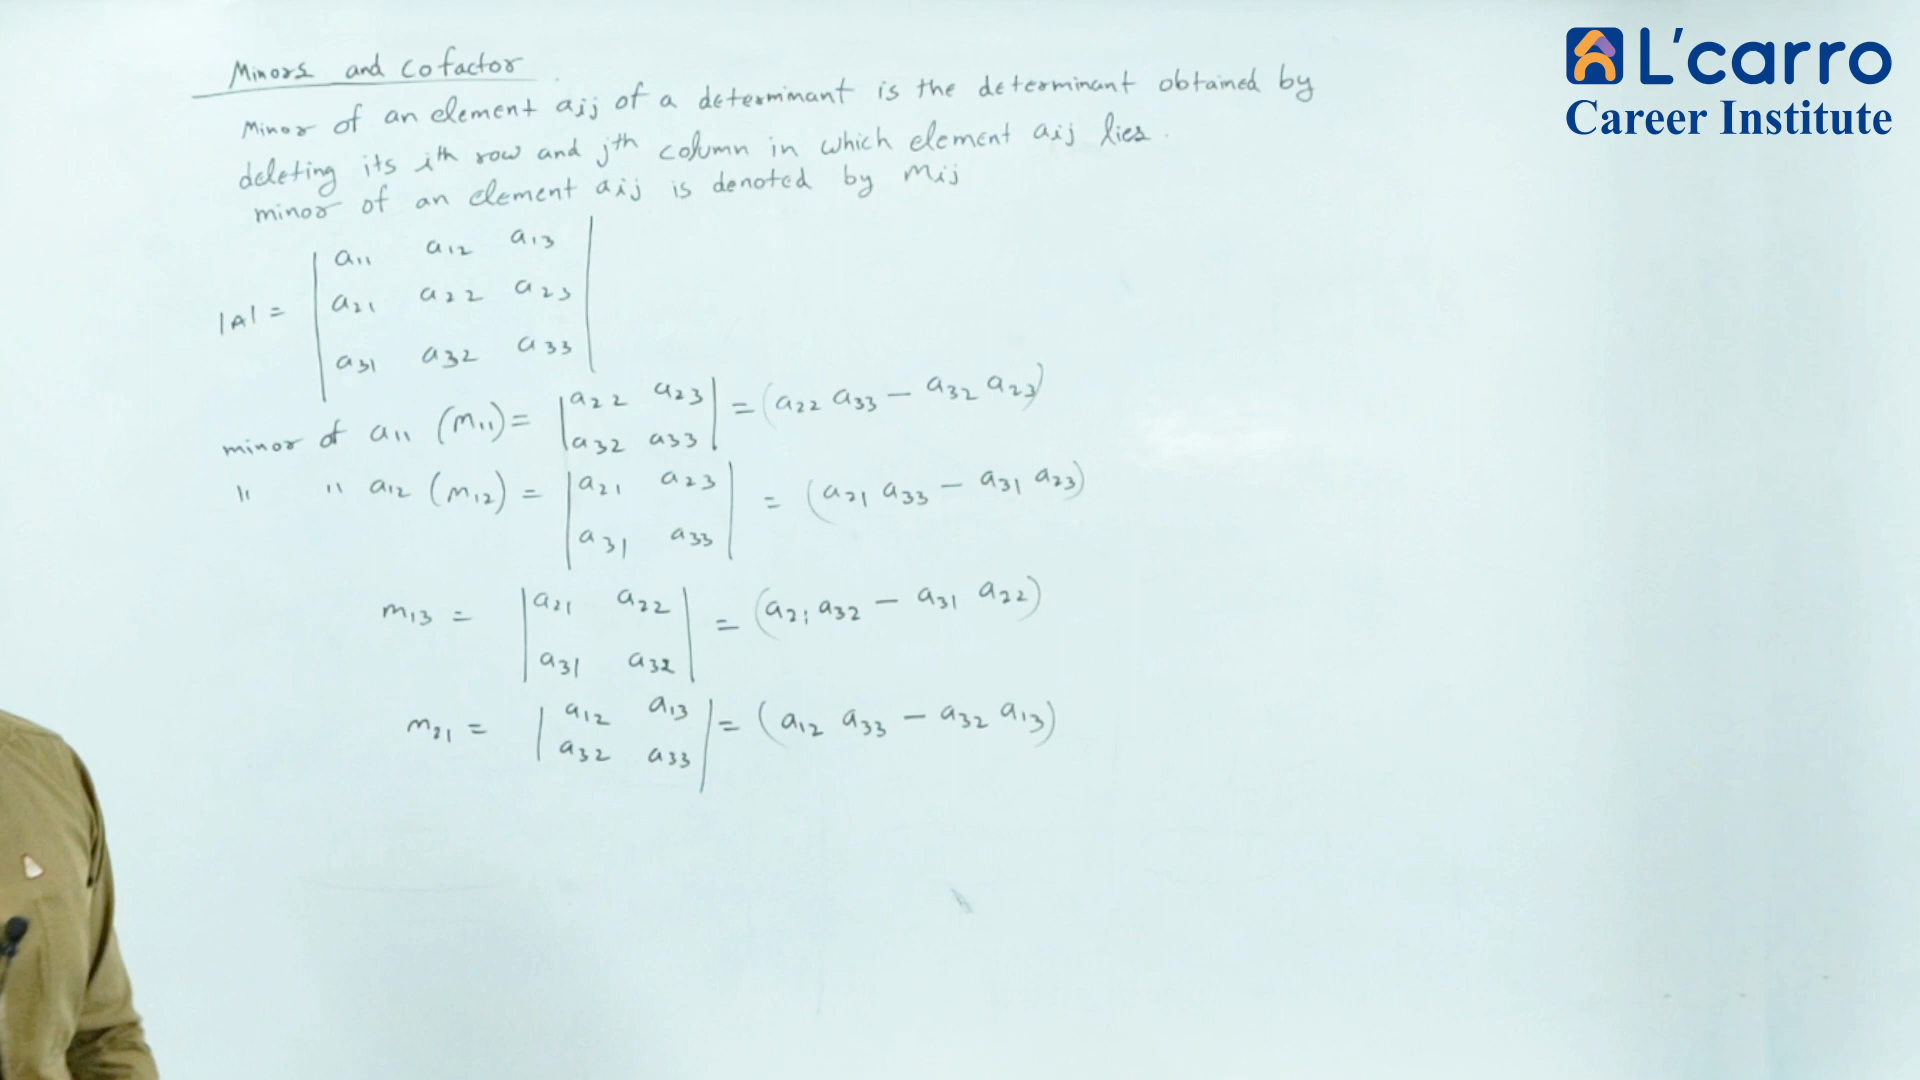 L'carro
Career Institute
Minors and cofactor
Minor of an element aij of a determinant is the determinant obtained by
deleting its ith row and jth column in which element aij lies.
minor of an element aij is denoted by Mij
|A| = | a11 a12 a13 |
| a21 a22 a23 |
| a31 a32 a33 |
minor of a11 (M11) = | a22 a23 | = (a22 a33 - a32 a23)
| a32 a33 |
" " a12 (M12) = | a21 a23 | = (a21 a33 - a31 a23)
| a31 a33 |
M13 = | a21 a22 | = (a21 a32 - a31 a22)
| a31 a32 |
M21 = | a12 a13 | = (a12 a33 - a32 a13)
| a32 a33 |